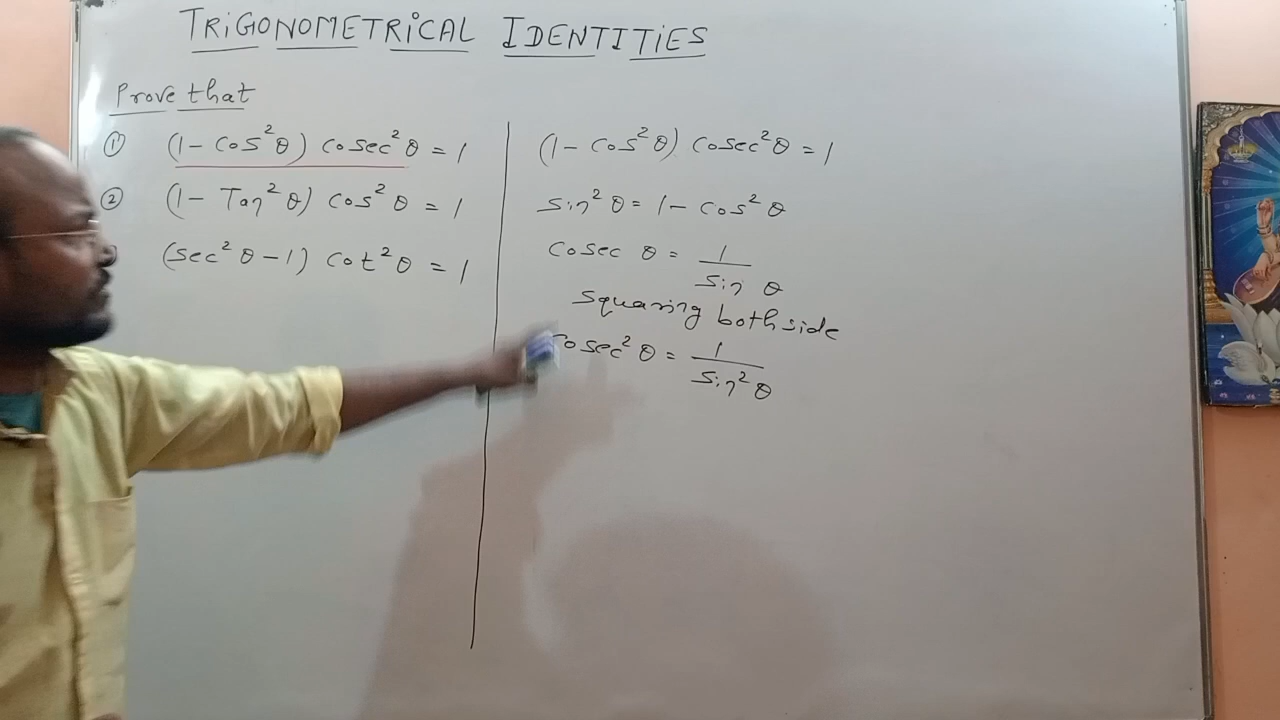 TRiGONOMETRiCAL IDENTiTiES
Prove that
① (1 - cos²θ) cosec²θ = 1
② (1 - Tan²θ) cos²θ = 1
(sec²θ - 1) cot²θ = 1
(1 - cos²θ) cosec²θ = 1
sin²θ = 1 - cos²θ
cosec θ = 1/sin θ
squaring both side
cosec²θ = 1/sin²θ